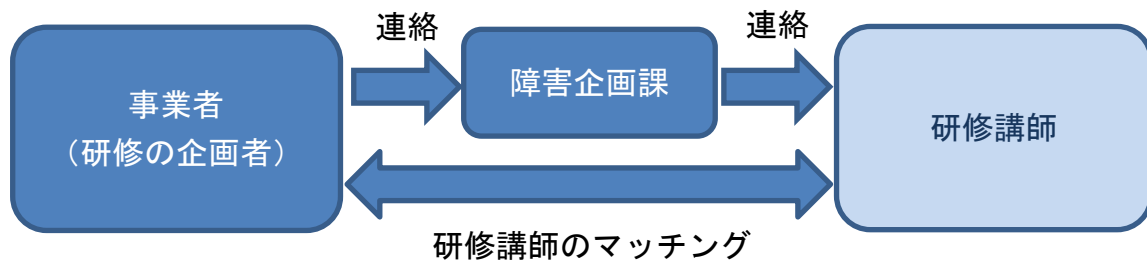 連絡
連絡
事業者
(研修の企画者)
障害企画課
研修講師
研修講師のマッチング